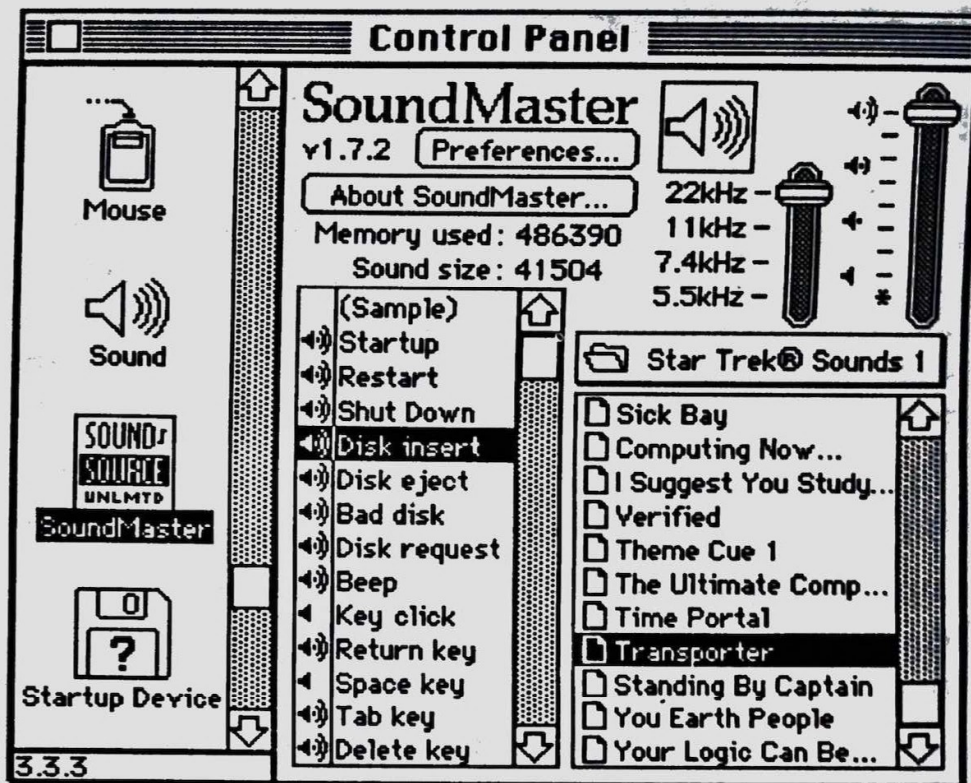 Control Panel
Mouse
Sound
SOUNDs
SOURCE
UNLMTD
SoundMaster
0
?
Startup Device
3.3.3
SoundMaster
v1.7.2 Preferences...
About SoundMaster...
Memory used: 486390
Sound size: 41504
22kHz
11kHz
7.4kHz
5.5kHz
*
(Sample)
Startup
Restart
Shut Down
Disk insert
Disk eject
Bad disk
Disk request
Beep
Key click
Return key
Space key
Tab key
Delete key
Star Trek® Sounds 1
Sick Bay
Computing Now...
I Suggest You Study...
Verified
Theme Cue 1
The Ultimate Comp...
Time Portal
Transporter
Standing By Captain
You Earth People
Your Logic Can Be...